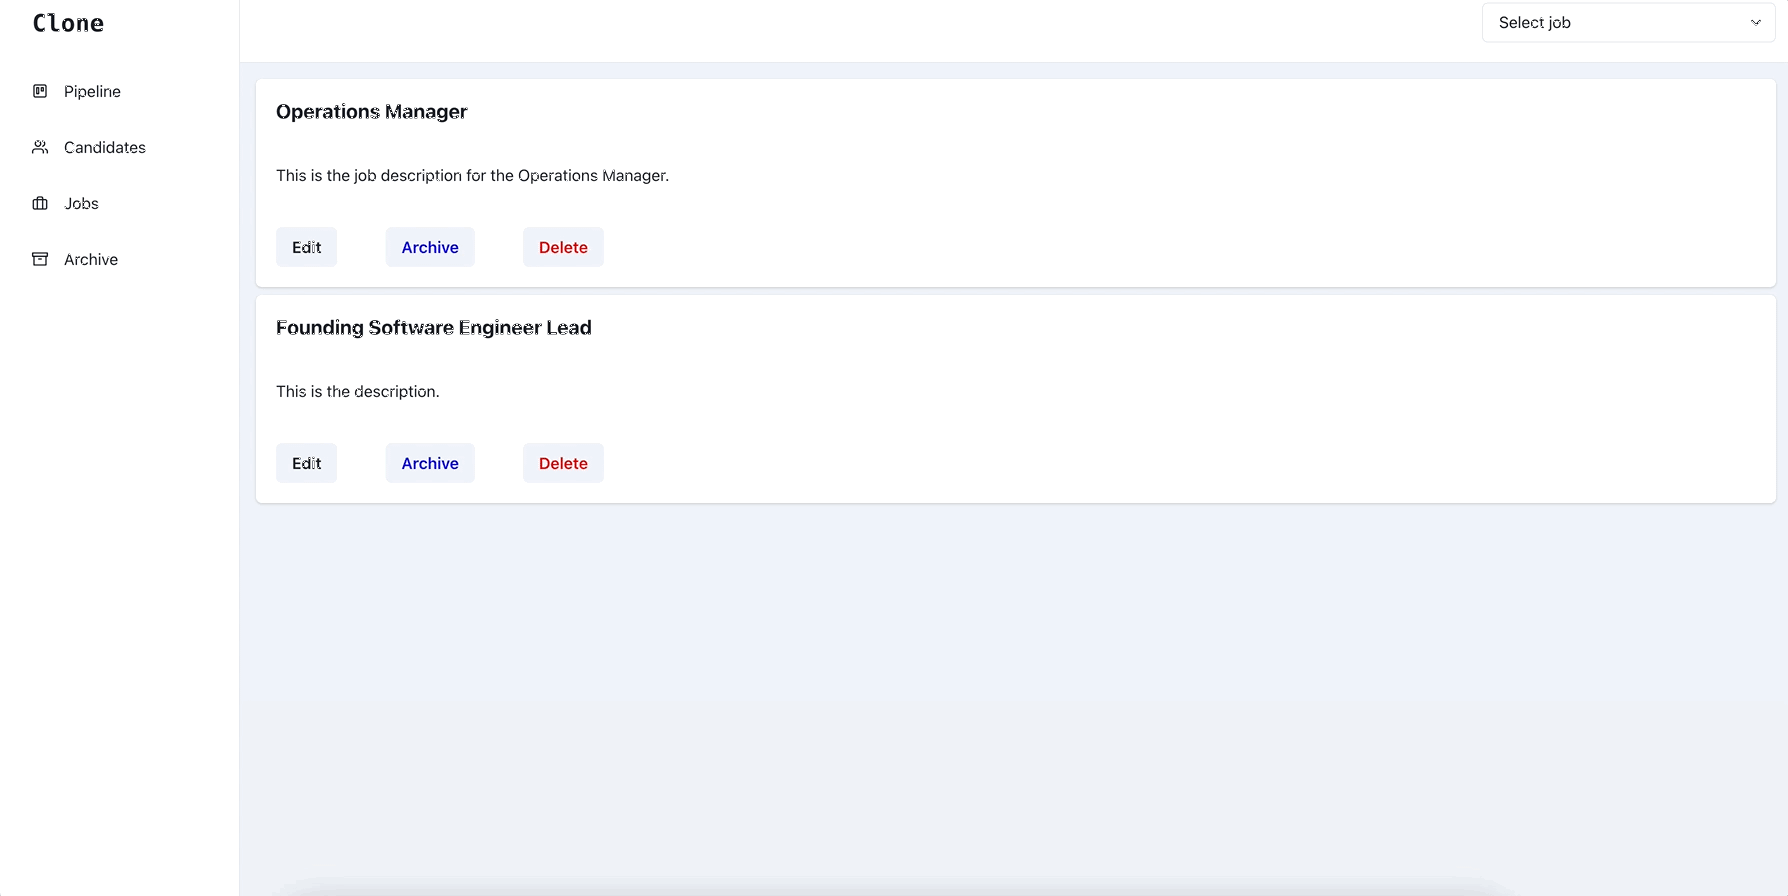 Clone
Select job
Pipeline
Candidates
Jobs
Archive
Operations Manager
This is the job description for the Operations Manager.
Edit Archive Delete
Founding Software Engineer Lead
This is the description.
Edit Archive Delete